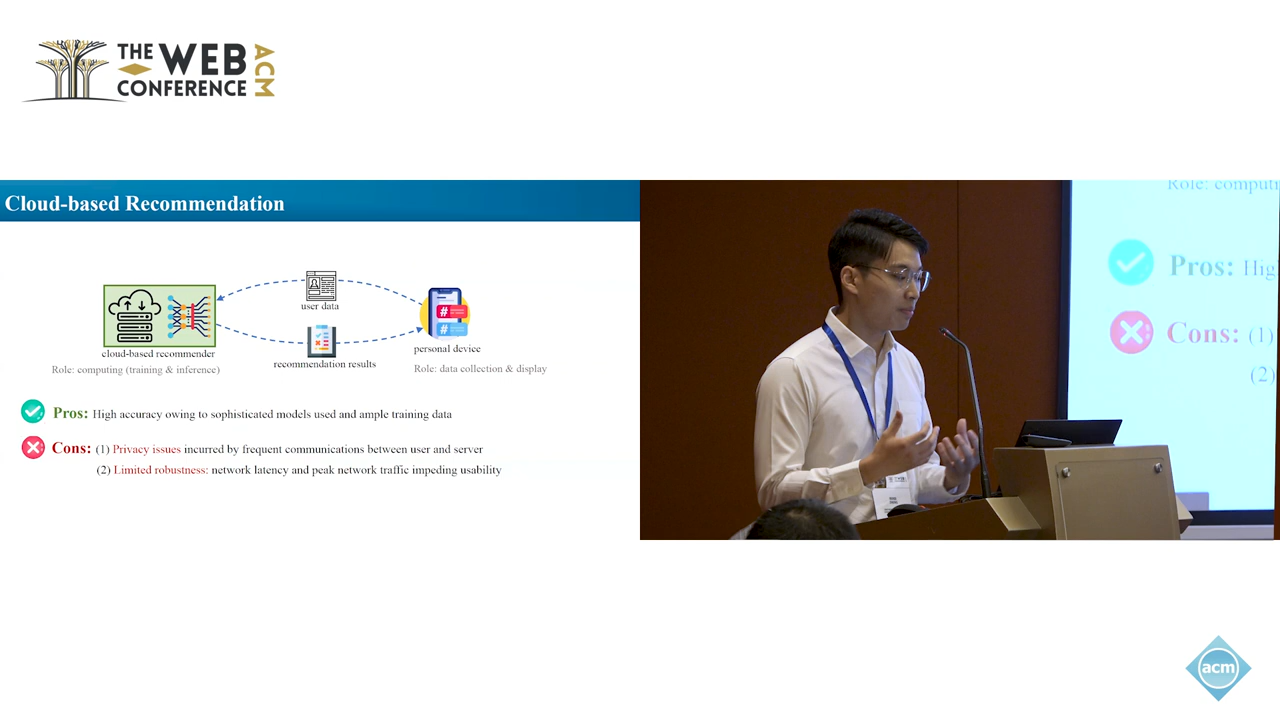 THE WEB
CONFERENCE
ACM
Cloud-based Recommendation
user data
cloud-based recommender
Role: computing (training & inference)
recommendation results
personal device
Role: data collection & display
Pros: High accuracy owing to sophisticated models used and ample training data
Cons: (1) Privacy issues incurred by frequent communications between user and server
(2) Limited robustness: network latency and peak network traffic impeding usability
Role: computi
Pros: Hig
Cons: (1)
(2)
acm